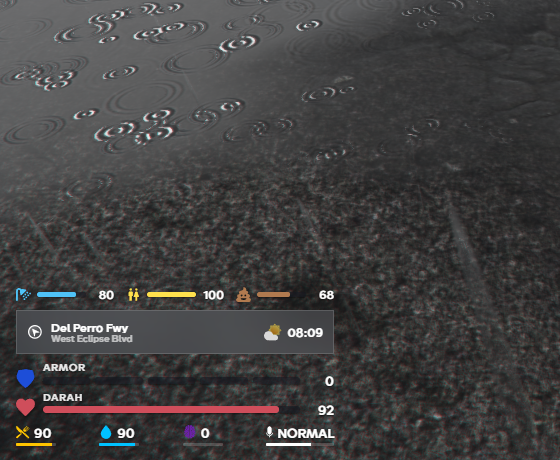 80 100 68
Del Perro Fwy
West Eclipse Blvd
08:09
ARMOR
0
DARAH
92
90 90 0 NORMAL